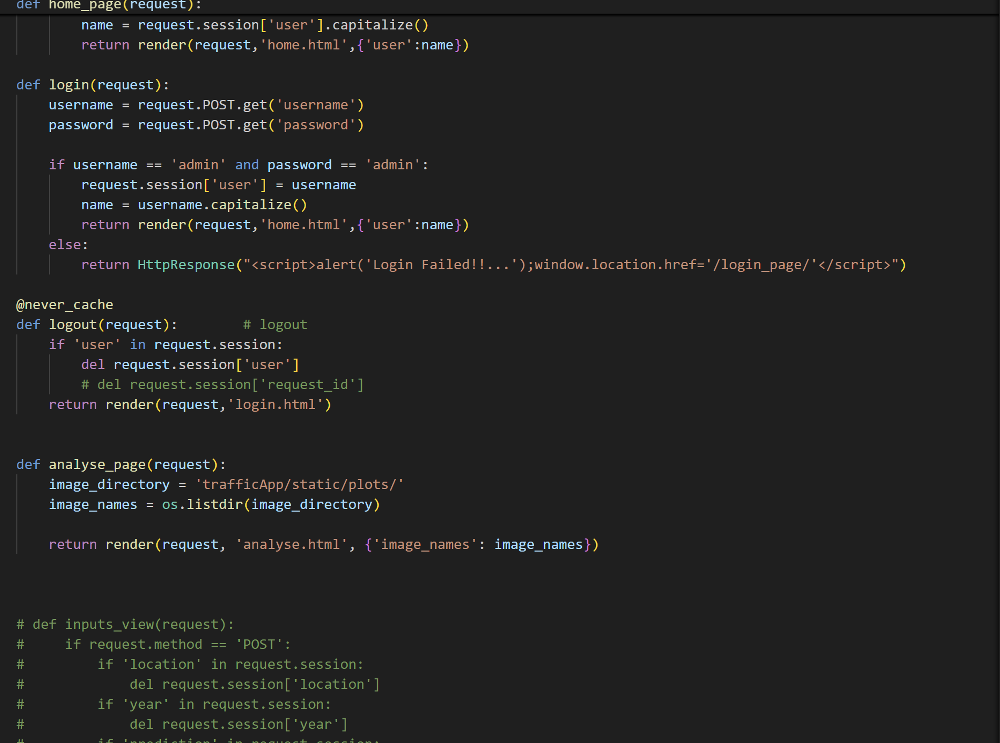 def home_page(request):
        name = request.session['user'].capitalize()
        return render(request,'home.html',{'user':name})

def login(request):
    username = request.POST.get('username')
    password = request.POST.get('password')

    if username == 'admin' and password == 'admin':
        request.session['user'] = username
        name = username.capitalize()
        return render(request,'home.html',{'user':name})
    else:
        return HttpResponse("<script>alert('Login Failed!!...');window.location.href='/login_page/'</script>")

@never_cache
def logout(request):        # logout
    if 'user' in request.session:
        del request.session['user']
        # del request.session['request_id']
    return render(request,'login.html')


def analyse_page(request):
    image_directory = 'trafficApp/static/plots/'
    image_names = os.listdir(image_directory)

    return render(request, 'analyse.html', {'image_names': image_names})



# def inputs_view(request):
#     if request.method == 'POST':
#         if 'location' in request.session:
#             del request.session['location']
#         if 'year' in request.session:
#             del request.session['year']
#         if 'prediction' in request.session: